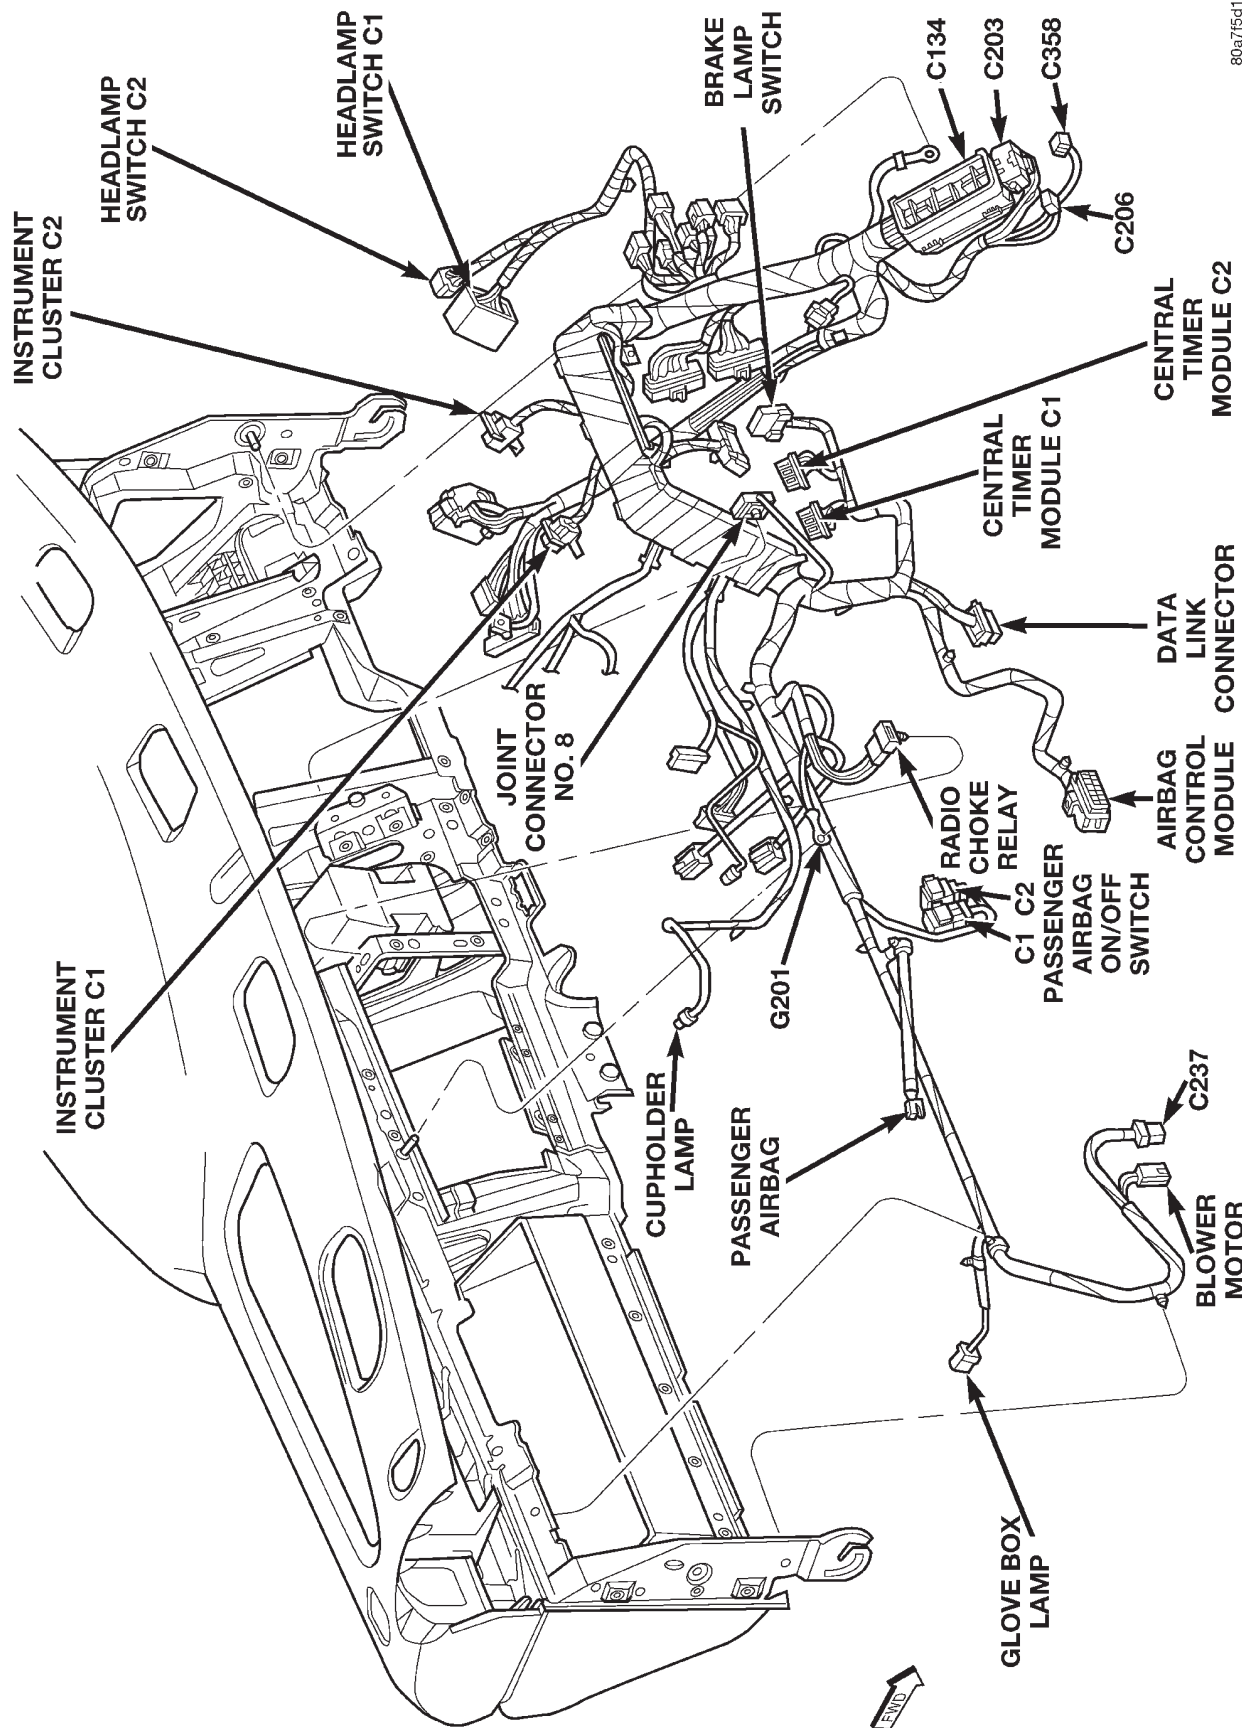 INSTRUMENT
CLUSTER C1
INSTRUMENT
CLUSTER C2
HEADLAMP
SWITCH C2
HEADLAMP
SWITCH C1
JOINT
CONNECTOR
NO. 8
BRAKE
LAMP
SWITCH
CUPHOLDER
LAMP
PASSENGER
AIRBAG
G201
C134
C203
C358
C206
RADIO
CHOKE
RELAY
C1 C2
PASSENGER
AIRBAG
ON/OFF
SWITCH
CENTRAL
TIMER
MODULE C1
CENTRAL
TIMER
MODULE C2
GLOVE BOX
LAMP
BLOWER
MOTOR
C237
AIRBAG
CONTROL
MODULE
DATA
LINK
CONNECTOR
FWD
80a7f5d1